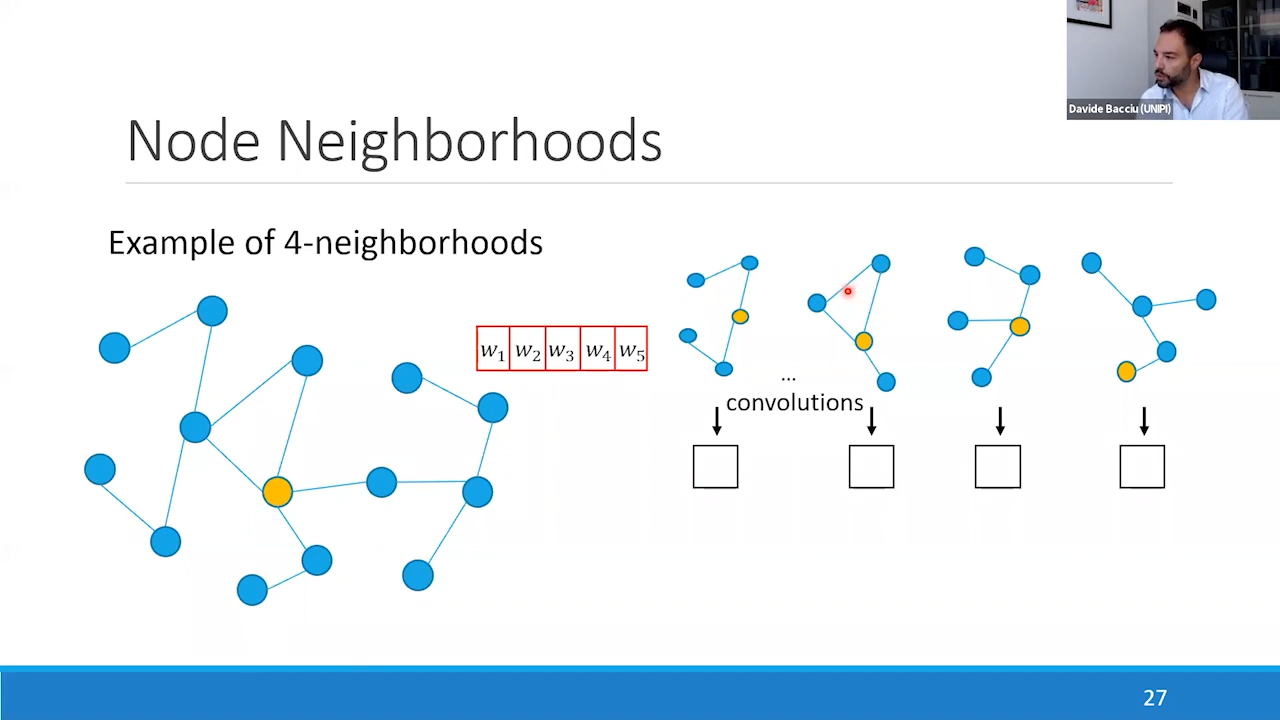 Davide Bacciu (UNIPI)
Node Neighborhoods
Example of 4-neighborhoods
w₁ w₂ w₃ w₄ w₅
...
convolutions
27